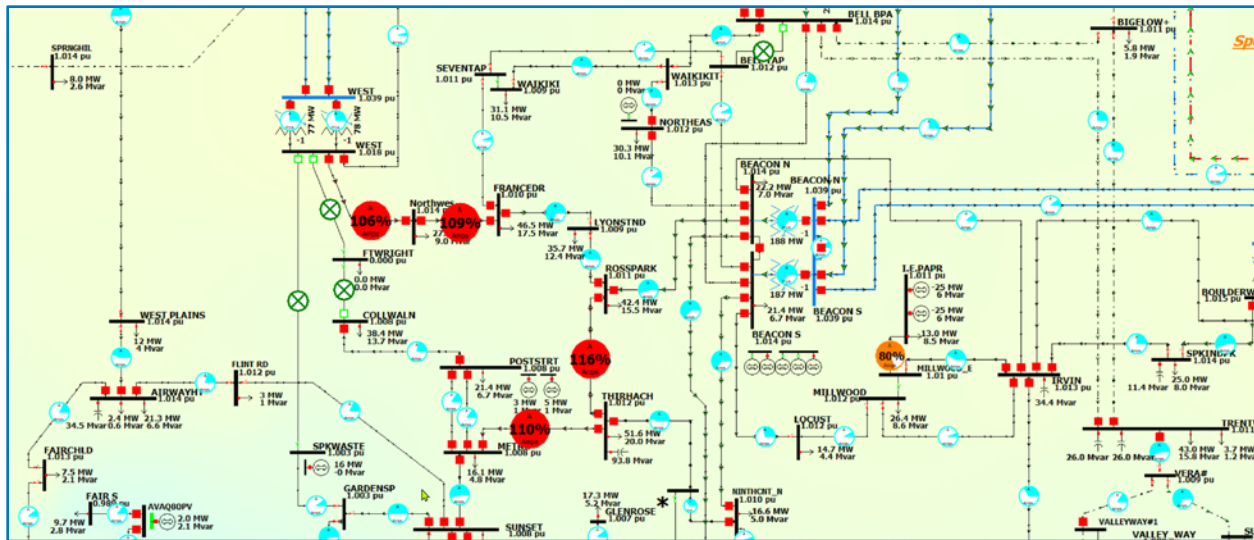 SPRNGHIL
1.014 pu
8.0 MW
2.6 Mvar
WEST
1.039 pu
77 MW
78 MW
-1
-1
WEST
1.018 pu
SEVENTAP
1.011 pu
WAIKIKI
1.009 pu
31.1 MW
10.5 Mvar
WAIKIKIT
1.013 pu
0 MW
0 Mvar
NORTHEAS
1.012 pu
30.3 MW
10.1 Mvar
BELL BPA
1.014 pu
1.012 pu
BIGELOW+
1.011 pu
5.8 MW
1.9 Mvar
106%
Amps
Northwes
1.014 pu
9.0 Mvar
109%
Amps
FRANCEDR
1.010 pu
46.5 MW
17.5 Mvar
LYONSTND
1.009 pu
35.7 MW
12.4 Mvar
ROSSPARK
1.011 pu
42.4 MW
15.5 Mvar
BEACON N
1.014 pu
22.2 MW
7.0 Mvar
BEACON N
1.039 pu
188 MW
-1
187 MW
-1
21.4 MW
6.7 Mvar
BEACON S
1.039 pu
BEACON S
1.014 pu
I.E.PAPR
1.011 pu
-25 MW
6 Mvar
-25 MW
6 Mvar
13.0 MW
8.5 Mvar
80%
Amps
MILLWOOD_E
1.01 pu
MILLWOOD
1.012 pu
26.4 MW
8.6 Mvar
IRVIN
1.013 pu
34.4 Mvar
1.015 pu
SPKINDPK
1.014 pu
25.0 MW
8.0 Mvar
11.4 Mvar
FTWRIGHT
0.000 pu
0.0 MW
0.0 Mvar
COLLWALN
1.008 pu
38.4 MW
13.7 Mvar
WEST PLAINS
1.014 pu
12 MW
4 Mvar
FLINT RD
1.012 pu
3 MW
1 Mvar
AIRWAYHT
1.014 pu
34.5 Mvar
2.4 MW
0.6 Mvar
21.3 MW
6.6 Mvar
POSTSTRT
1.008 pu
21.4 MW
6.7 Mvar
3 MW
1 Mvar
5 MW
1 Mvar
116%
Amps
THIRHACH
1.012 pu
51.6 MW
20.0 Mvar
93.8 Mvar
110%
Amps
1.008 pu
16.1 MW
4.8 Mvar
LOCUST
1.012 pu
14.7 MW
4.4 Mvar
TRENTY
1.011
26.0 Mvar
26.0 Mvar
43.0 MW
15.8 Mvar
3.7 MW
1.2 Mvar
VERA#
1.009 pu
FAIRCHLD
1.013 pu
7.5 MW
2.1 Mvar
SPKWASTE
1.003 pu
16 MW
-0 Mvar
GARDENSP
1.003 pu
FAIR S
0.989 pu
9.7 MW
2.8 Mvar
AVAQ80PV
2.0 MW
2.1 Mvar
SUNSET
1.008 pu
17.3 MW
5.2 Mvar
GLENROSE
1.007 pu
*
NINTHCNT_N
1.010 pu
16.6 MW
5.0 Mvar
VALLEYWAY#1
VALLEY_WAY